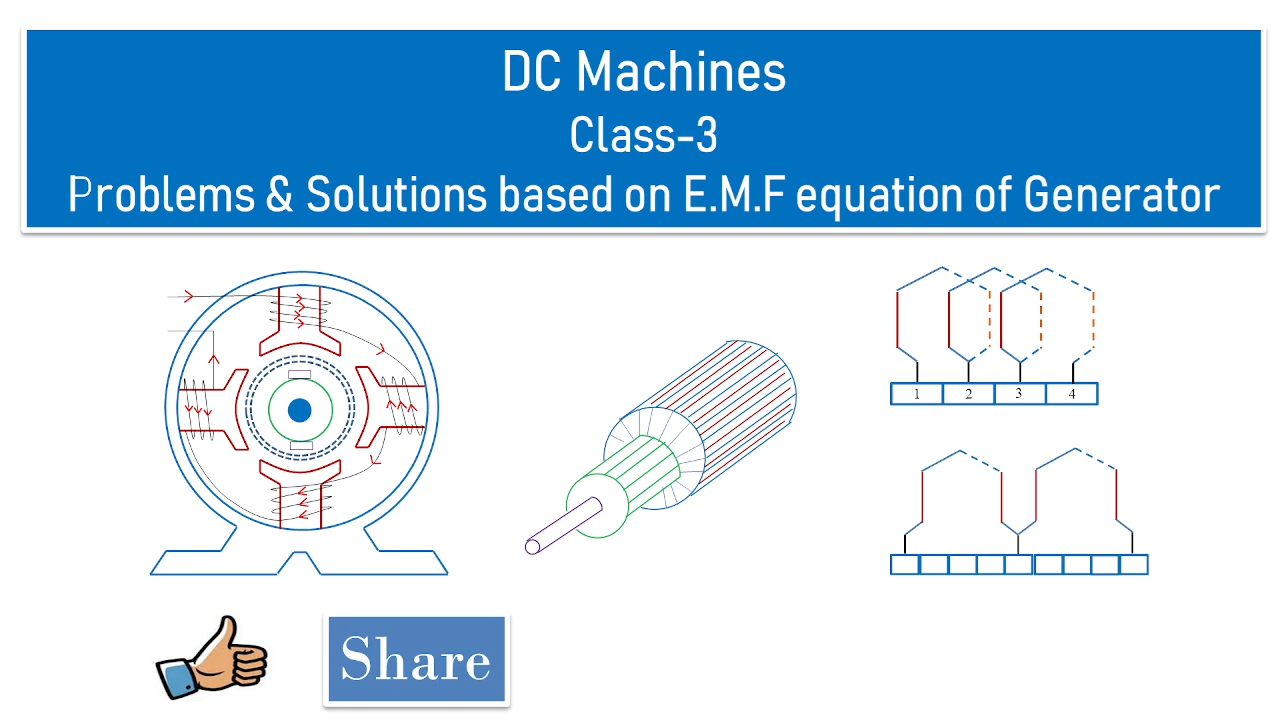 DC Machines
Class-3
Problems & Solutions based on E.M.F equation of Generator
1 2 3 4
Share